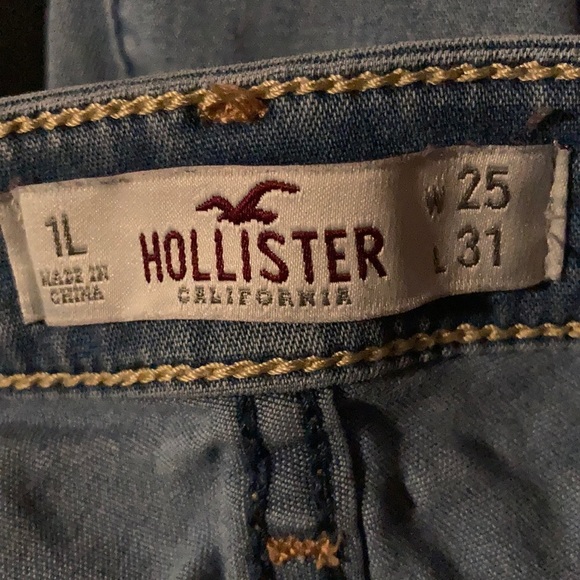 1L
MADE IN
CHINA
HOLLISTER
CALIFORNIA
W 25
L 31